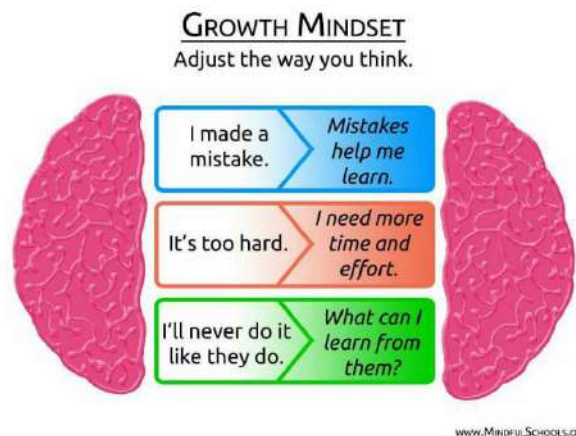 GROWTH MINDSET
Adjust the way you think.
I made a
mistake.
Mistakes
help me
learn.
It's too hard.
I need more
time and
effort.
I'll never do it
like they do.
What can I
learn from
them?
WWW.MINDFULSCHOOLS.O